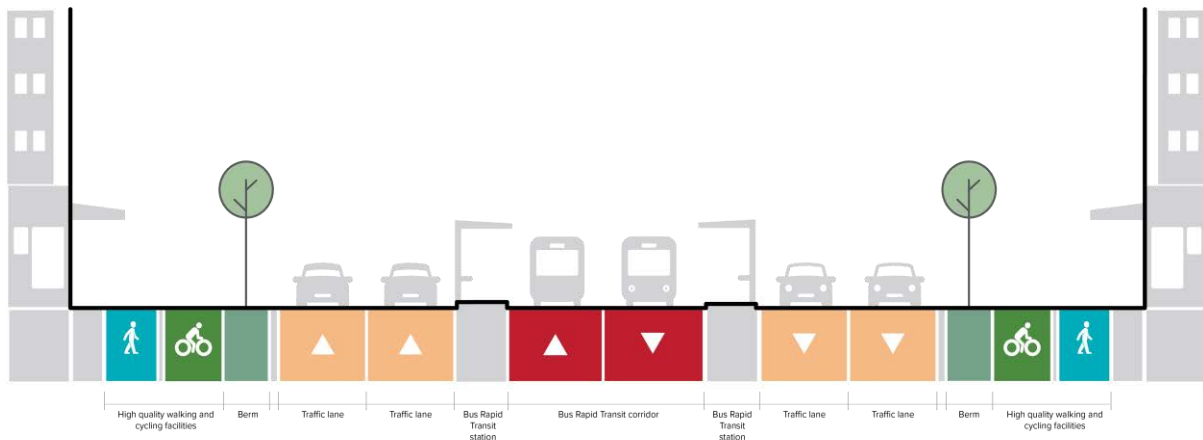 High quality walking and
cycling facilities
Berm
Traffic lane
Traffic lane
Bus Rapid
Transit
station
Bus Rapid Transit corridor
Bus Rapid
Transit
station
Traffic lane
Traffic lane
Berm
High quality walking and
cycling facilities